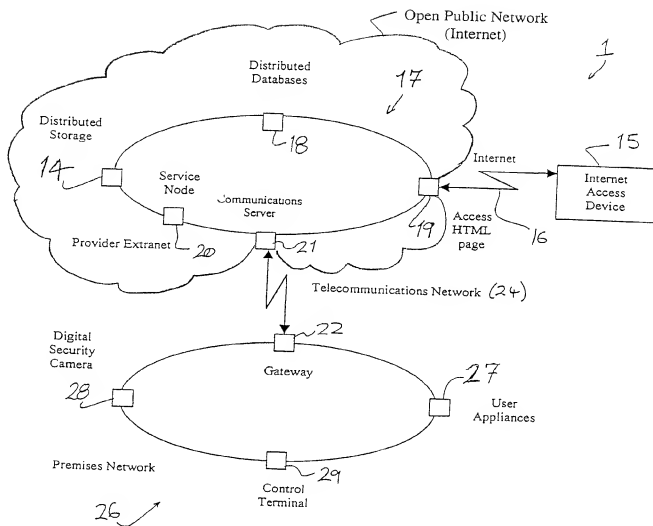 Open Public Network
(Internet)
1
Distributed
Databases
17
Distributed
Storage
18
15
Internet
14
Internet
Access
Device
Service
Node
Communications
Server
19
Access
HTML
page
16
Provider Extranet
20
21
Telecommunications Network (24)
Digital
Security
Camera
22
Gateway
27
28
User
Appliances
Premises Network
29
Control
Terminal
26